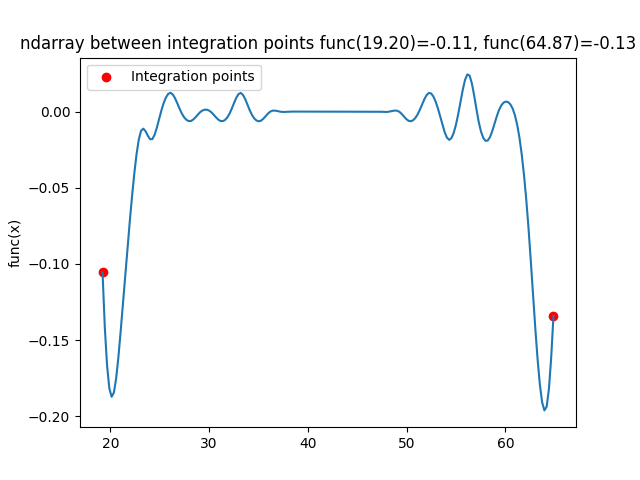 ndarray between integration points func(19.20)=-0.11, func(64.87)=-0.13
Integration points
0.00
−0.05
−0.10
−0.15
−0.20
func(x)
20 30 40 50 60